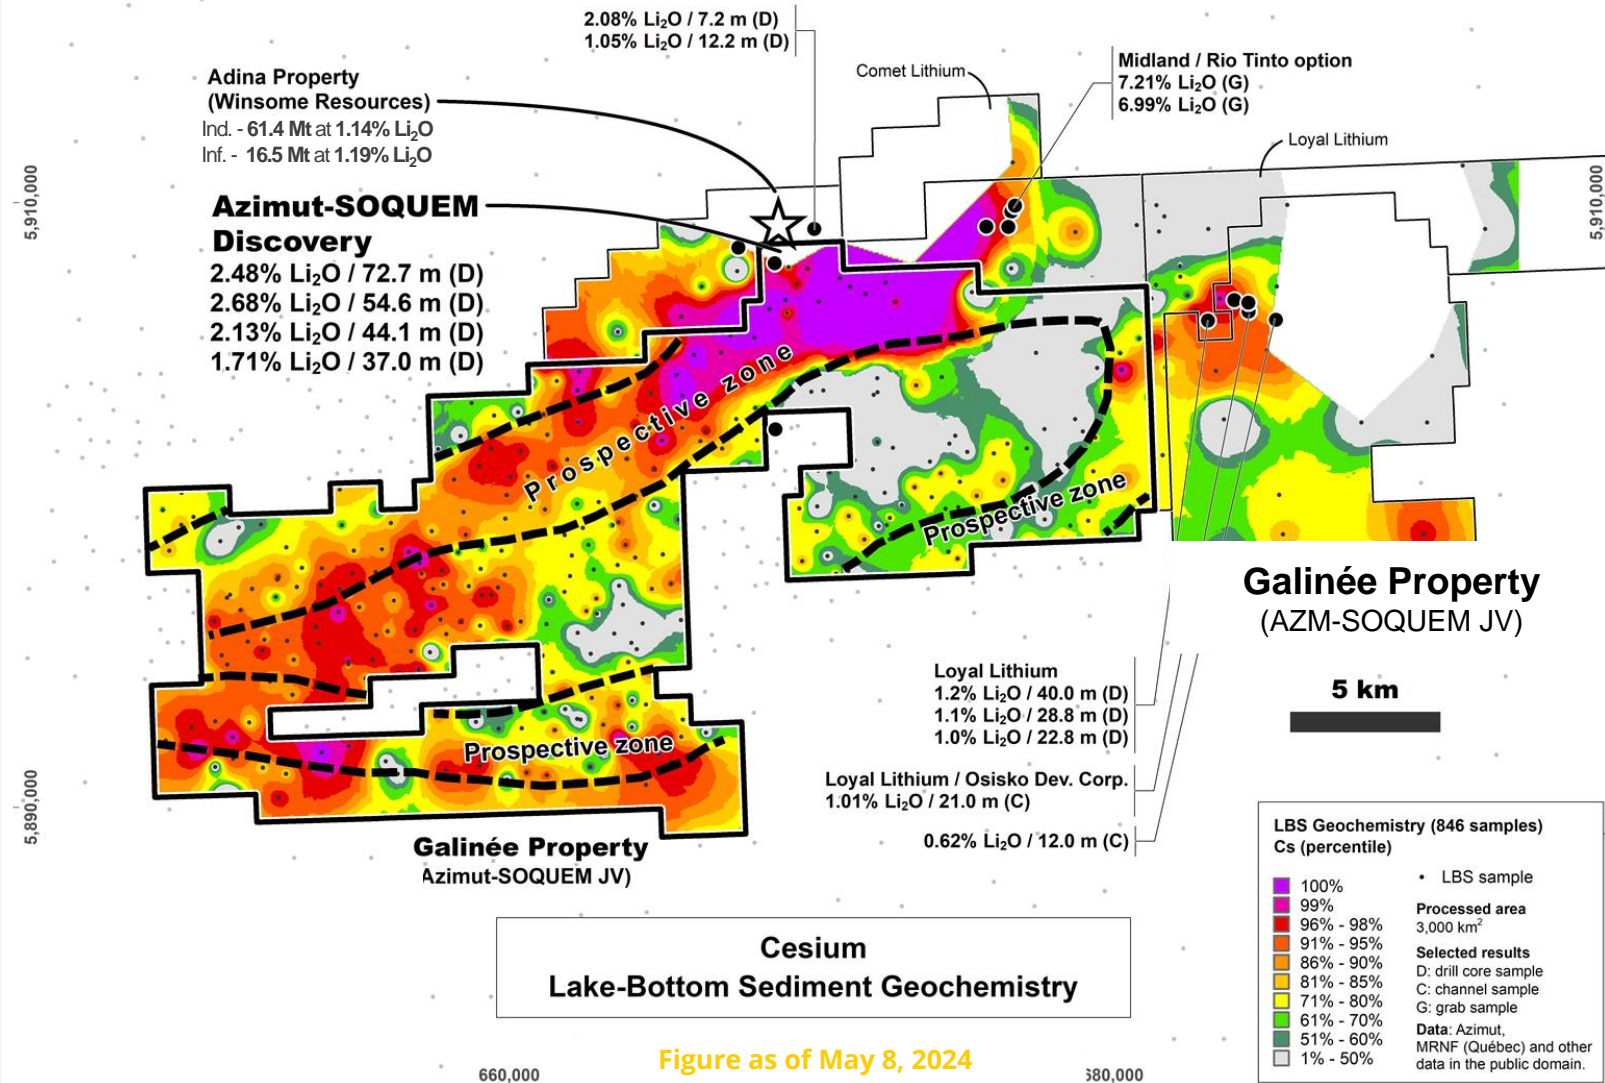 2.08% Li₂O / 7.2 m (D)
1.05% Li₂O / 12.2 m (D)
Adina Property
(Winsome Resources)
Ind. - 61.4 Mt at 1.14% Li₂O
Inf. - 16.5 Mt at 1.19% Li₂O
Comet Lithium
Midland / Rio Tinto option
7.21% Li₂O (G)
6.99% Li₂O (G)
Loyal Lithium
5,910,000
5,910,000
Azimut-SOQUEM
Discovery
2.48% Li₂O / 72.7 m (D)
2.68% Li₂O / 54.6 m (D)
2.13% Li₂O / 44.1 m (D)
1.71% Li₂O / 37.0 m (D)
Prospective zone
Prospective zone
Galinée Property
(AZM-SOQUEM JV)
Loyal Lithium
1.2% Li₂O / 40.0 m (D)
1.1% Li₂O / 28.8 m (D)
1.0% Li₂O / 22.8 m (D)
5 km
Prospective zone
Loyal Lithium / Osisko Dev. Corp.
1.01% Li₂O / 21.0 m (C)
0.62% Li₂O / 12.0 m (C)
5,890,000
Galinée Property
Azimut-SOQUEM JV)
LBS Geochemistry (846 samples)
Cs (percentile)
100%
99%
96% - 98%
91% - 95%
86% - 90%
81% - 85%
71% - 80%
61% - 70%
51% - 60%
1% - 50%
LBS sample
Processed area
3,000 km²
Selected results
D: drill core sample
C: channel sample
G: grab sample
Data: Azimut,
MRNF (Québec) and other
data in the public domain.
Cesium
Lake-Bottom Sediment Geochemistry
Figure as of May 8, 2024
660,000
680,000